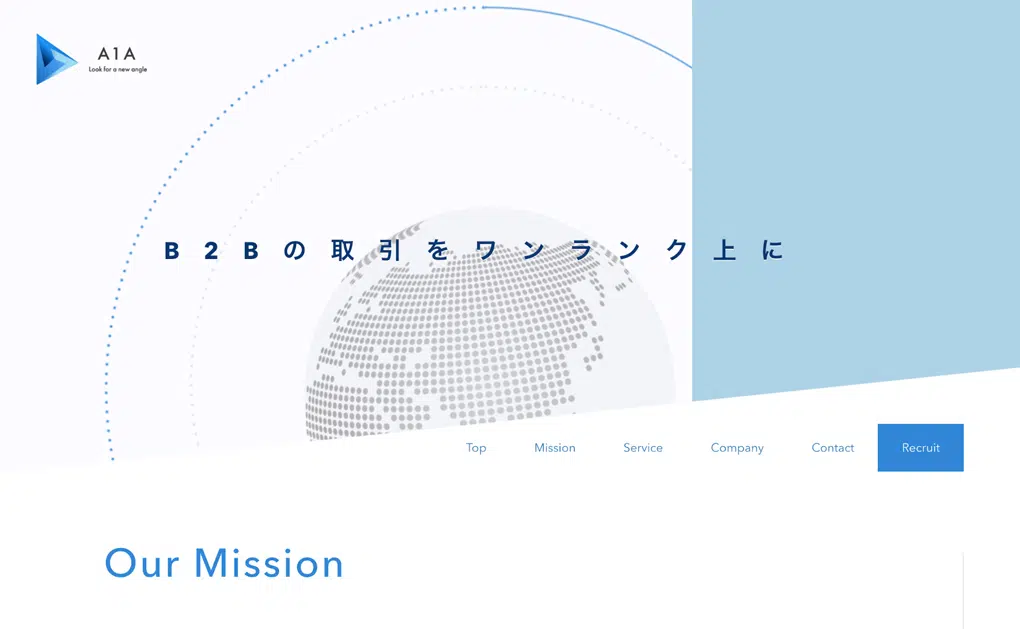 A1A
Look for a new angle
B2Bの取引をワンランク上に
Top Mission Service Company Contact Recruit
Our Mission